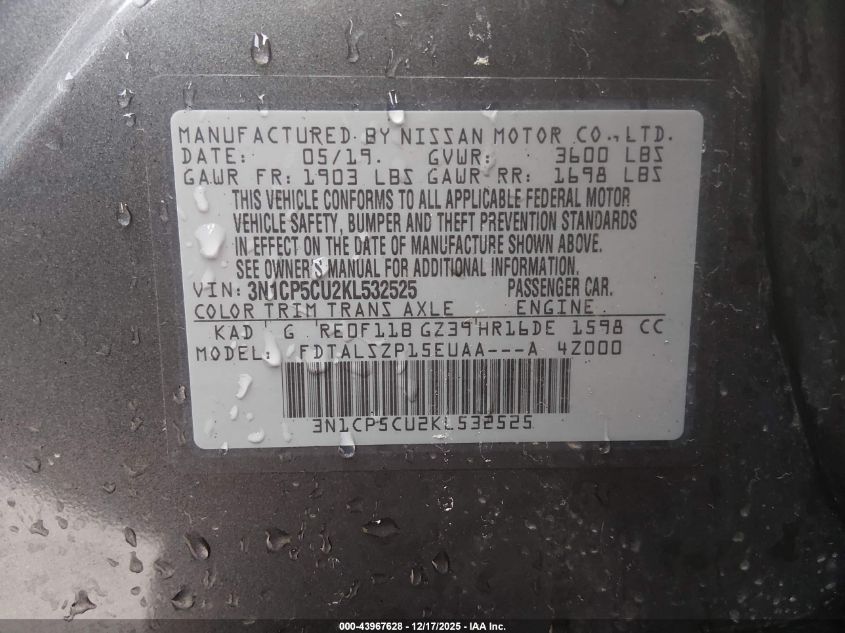 MANUFACTURED BY NISSAN MOTOR CO., LTD.
DATE: 05/19. GVWR: 3600 LBS
GAWR FR: 1903 LBS GAWR RR: 1698 LBS
THIS VEHICLE CONFORMS TO ALL APPLICABLE FEDERAL MOTOR
VEHICLE SAFETY, BUMPER AND THEFT PREVENTION STANDARDS
IN EFFECT ON THE DATE OF MANUFACTURE SHOWN ABOVE.
SEE OWNER'S MANUAL FOR ADDITIONAL INFORMATION.
VIN: 3N1CP5CU2KL532525 PASSENGER CAR.
COLOR TRIM TRANS AXLE ENGINE
KAD G RE0F11B GZ39 HR16DE 1598 CC
MODEL: FDTALSZP15EUAA---A 4Z000
3N1CP5CU2KL532525
000-43967628 - 12/17/2025 - IAA Inc.